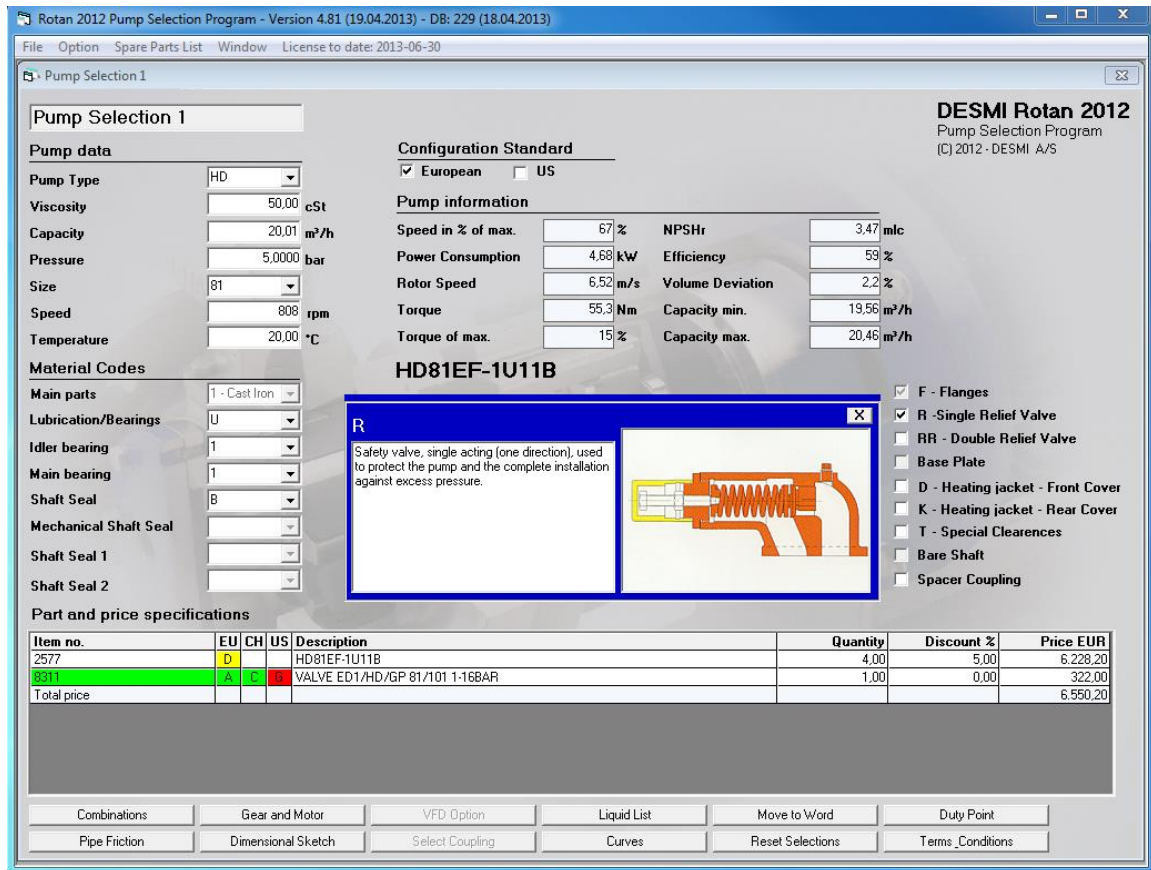 Rotan 2012 Pump Selection Program - Version 4.81 (19.04.2013) - DB: 229 (18.04.2013)
File Option Spare Parts List Window License to date: 2013-06-30
Pump Selection 1
Pump Selection 1
DESMI Rotan 2012
Pump Selection Program
(C) 2012 - DESMI A/S
Pump data
Pump Type HD
Viscosity 50,00 cSt
Capacity 20,01 m³/h
Pressure 5,0000 bar
Size 81
Speed 808 rpm
Temperature 20,00 °C
Configuration Standard
European US
Pump information
Speed in % of max. 67 % NPSHr 3,47 mlc
Power Consumption 4,68 kW Efficiency 59 %
Rotor Speed 6,52 m/s Volume Deviation 2,2 %
Torque 55,3 Nm Capacity min. 19,56 m³/h
Torque of max. 15 % Capacity max. 20,46 m³/h
HD81EF-1U11B
Material Codes
Main parts 1 - Cast Iron
Lubrication/Bearings U
Idler bearing 1
Main bearing 1
Shaft Seal B
Mechanical Shaft Seal
Shaft Seal 1
Shaft Seal 2
R X
Safety valve, single acting (one direction), used
to protect the pump and the complete installation
against excess pressure.
F - Flanges
R -Single Relief Valve
RR - Double Relief Valve
Base Plate
D - Heating jacket - Front Cover
K - Heating jacket - Rear Cover
T - Special Clearences
Bare Shaft
Spacer Coupling
Part and price specifications
Item no. EU CH US Description Quantity Discount % Price EUR
2577 D HD81EF-1U11B 4,00 5,00 6.228,20
8311 A C G VALVE ED1/HD/GP 81/101 1-16BAR 1,00 0,00 322,00
Total price 6.550,20
Combinations Gear and Motor VFD Option Liquid List Move to Word Duty Point
Pipe Friction Dimensional Sketch Select Coupling Curves Reset Selections Terms_Conditions